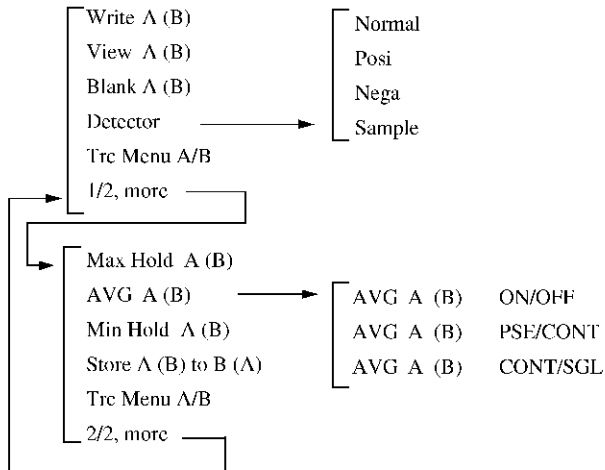 Write A (B)
View A (B)
Blank A (B)
Detector
Trc Menu A/B
1/2, more
Normal
Posi
Nega
Sample
Max Hold A (B)
AVG A (B)
Min Hold A (B)
Store A (B) to B (A)
Trc Menu A/B
2/2, more
AVG A (B) ON/OFF
AVG A (B) PSE/CONT
AVG A (B) CONT/SGL